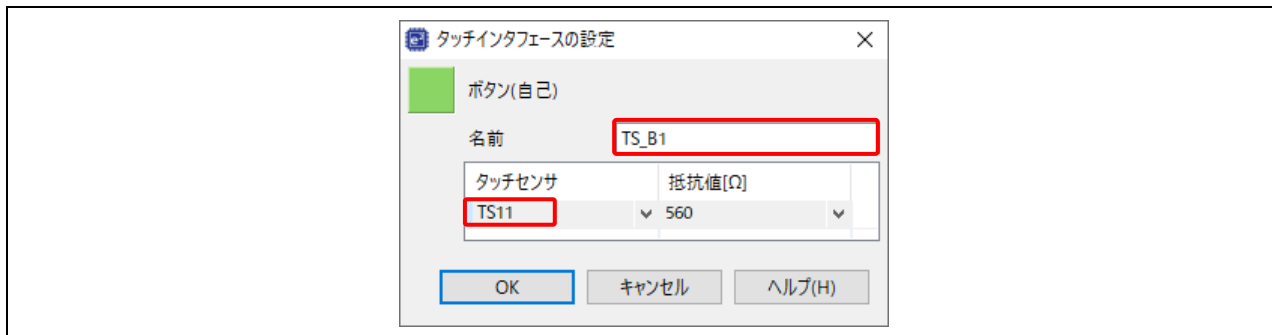 タッチインタフェースの設定
ボタン(自己)
名前 TS_B1
タッチセンサ 抵抗値[Ω]
TS11 560
OK キャンセル ヘルプ(H)